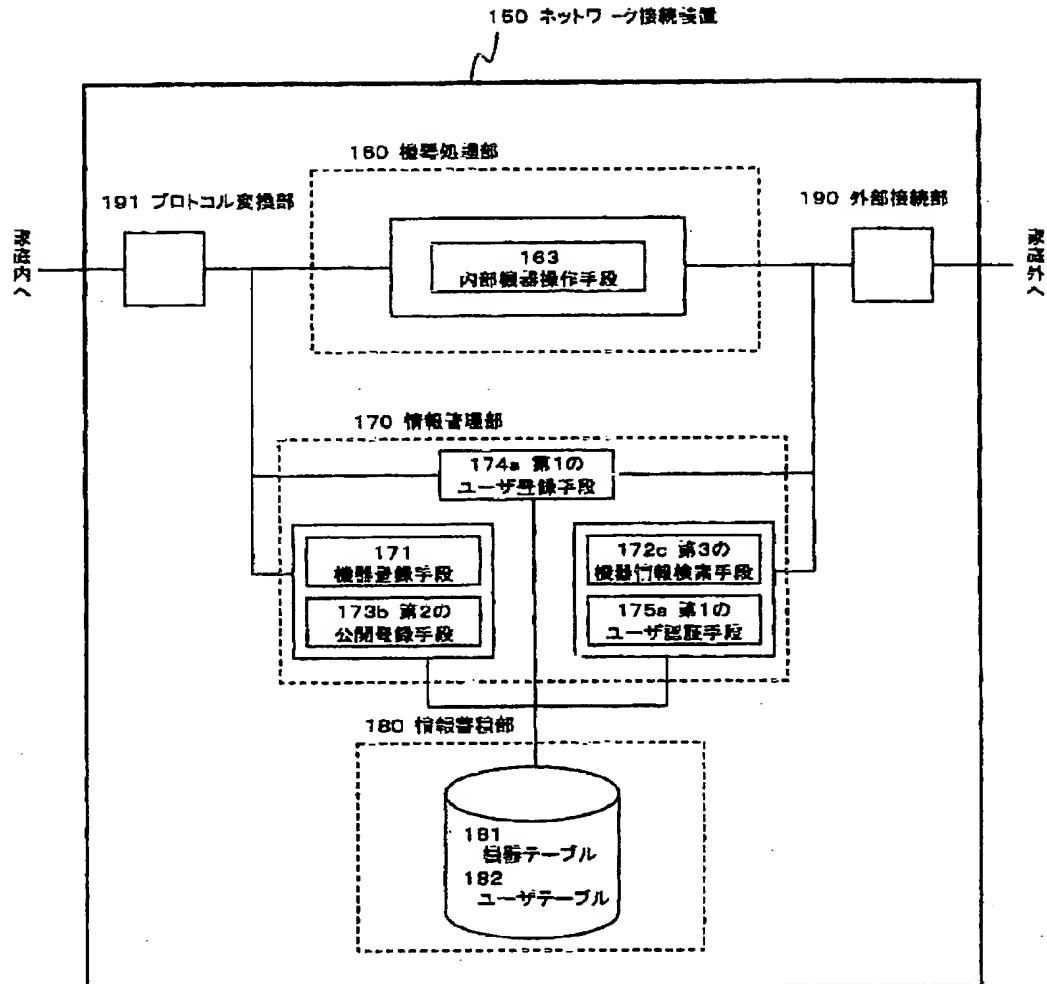 150 ネットワーク接続装置
160 機器処理部
191 プロトコル変換部
190 外部接続部
家庭内へ
163
内部機器操作手段
家庭外へ
170 情報管理部
174a 第1の
ユーザ登録手段
171
機器登録手段
172c 第3の
機器情報検索手段
173b 第2の
公開登録手段
175a 第1の
ユーザ認証手段
180 情報蓄積部
181
機器テーブル
182
ユーザテーブル